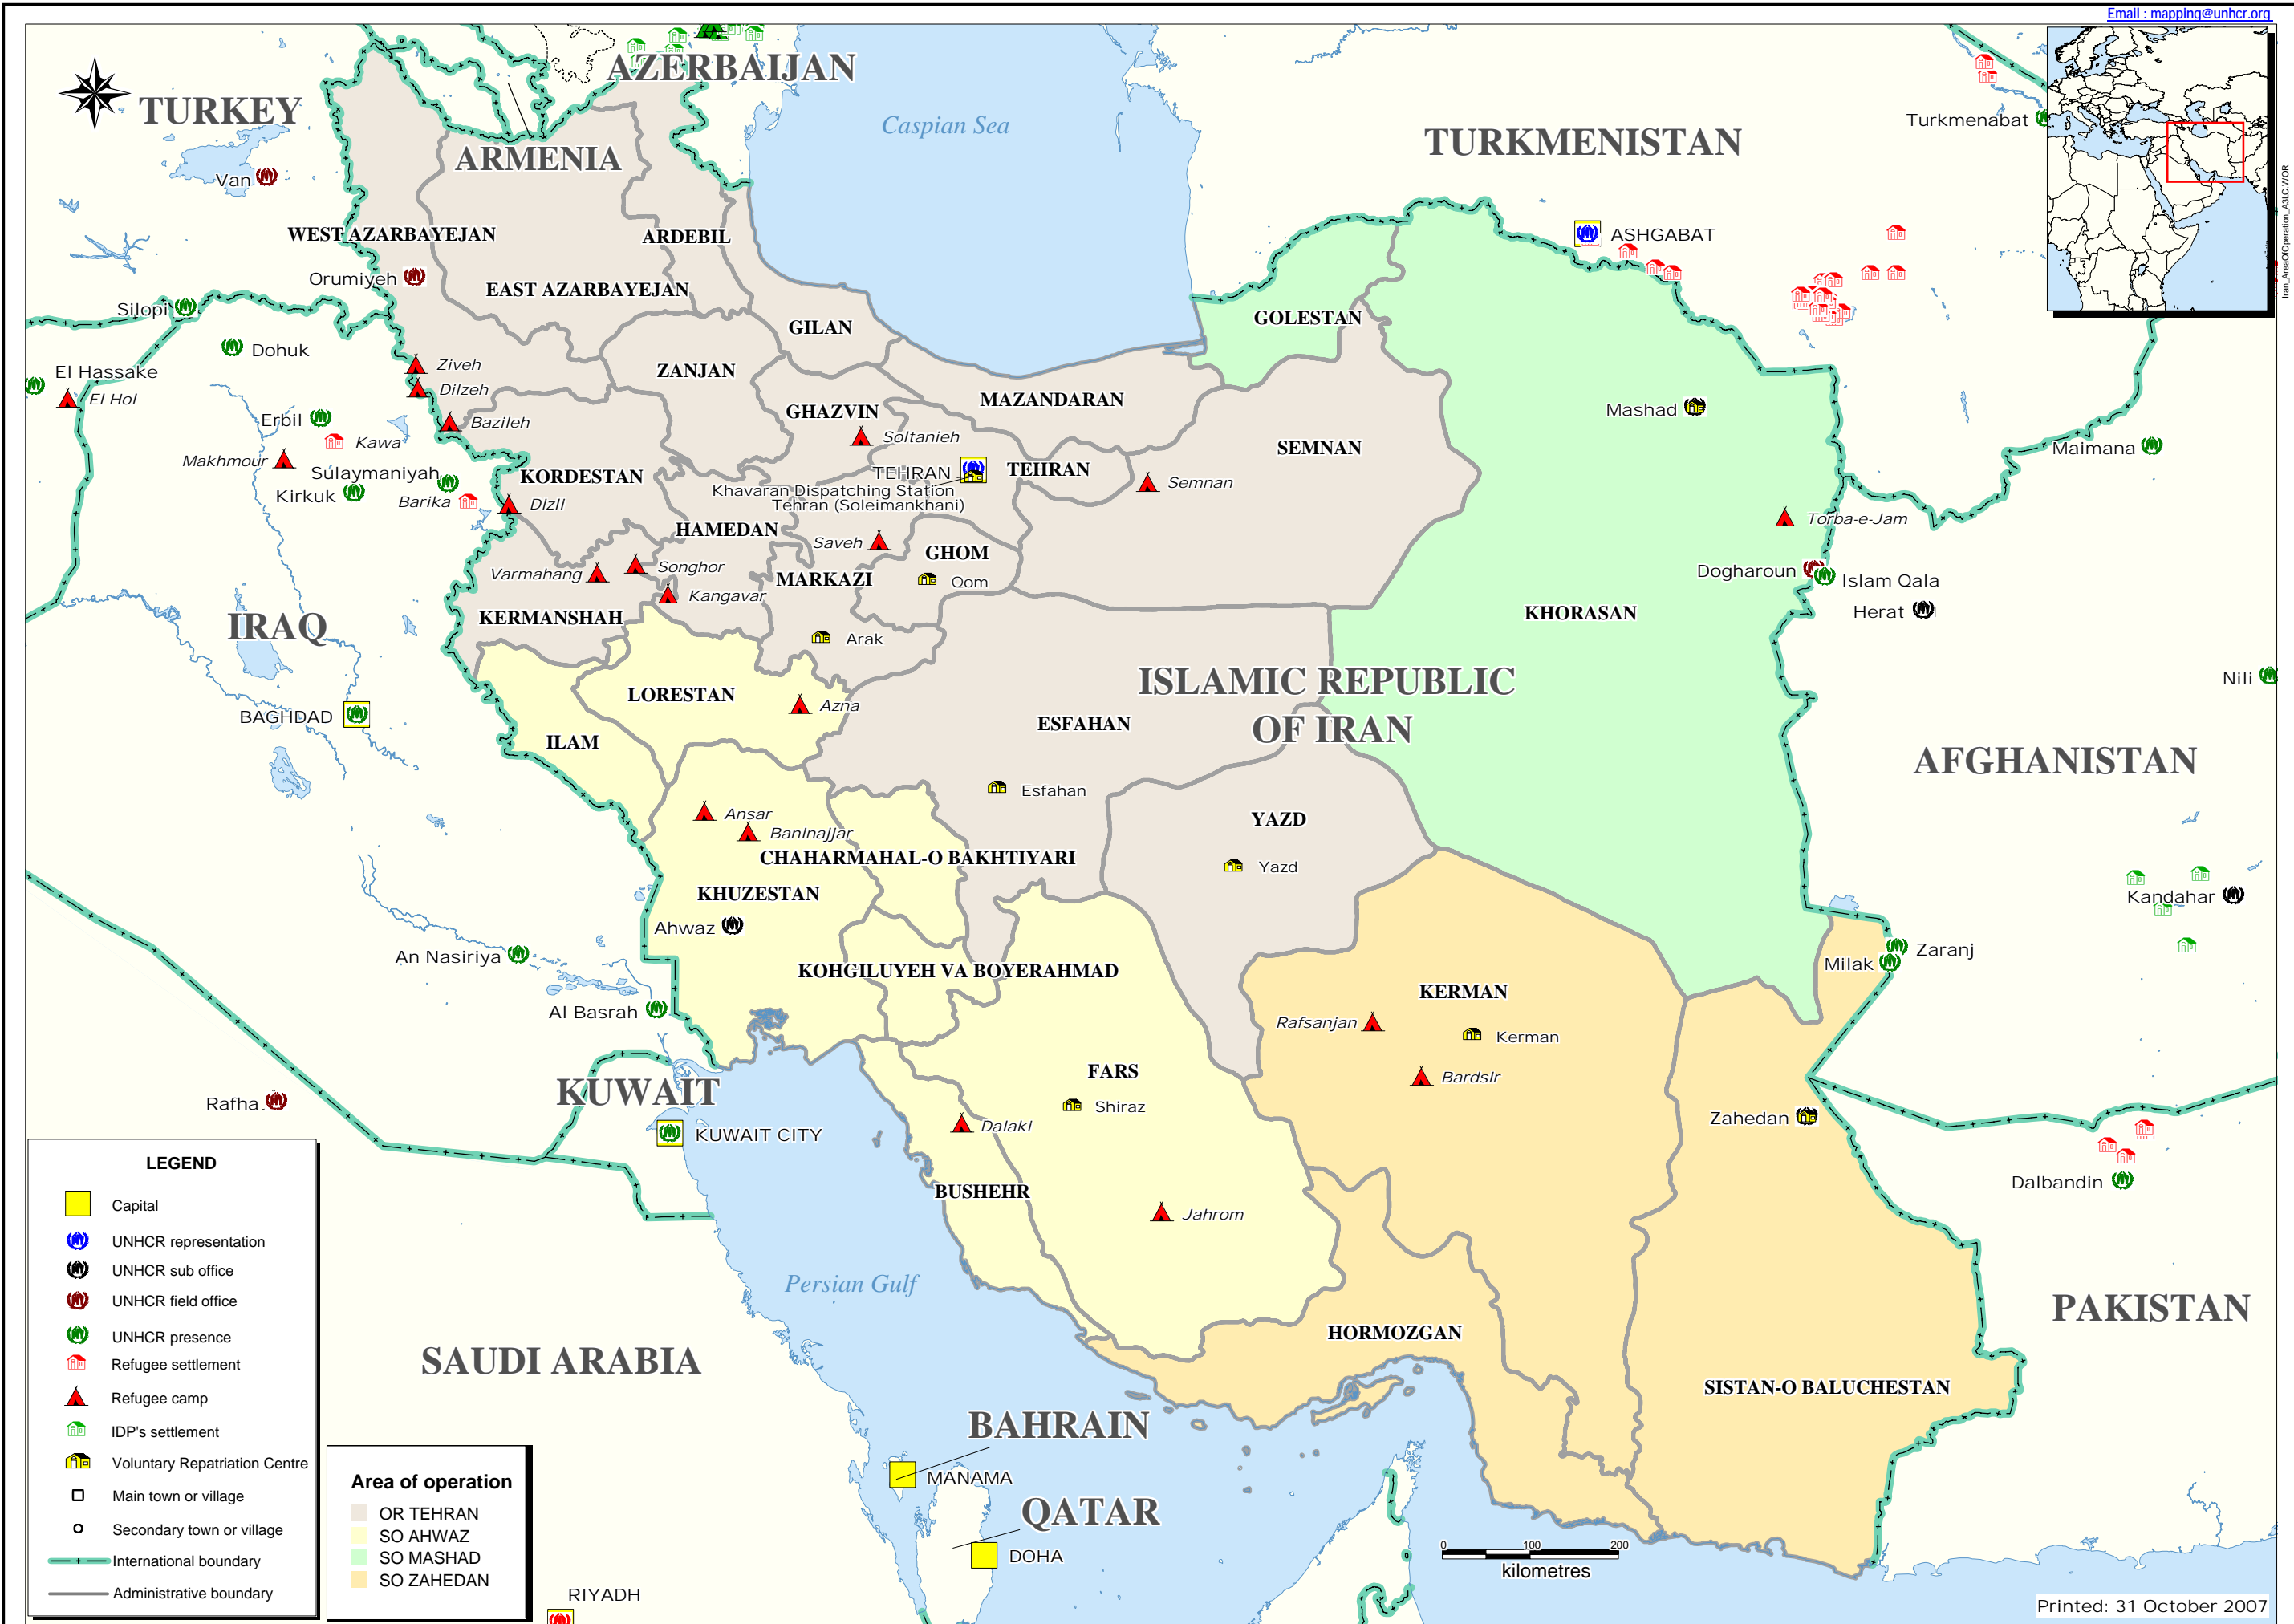 Email : mapping@unhcr.org
Iran_AreaOfOperation_A3LC.WOR
AZERBAIJAN
TURKEY
Caspian Sea
TURKMENISTAN
Turkmenabat
ARMENIA
Van
WEST AZARBAYEJAN
ARDEBIL
ASHGABAT
Orumiyeh
EAST AZARBAYEJAN
Silopi
GILAN
GOLESTAN
Dohuk
El Hassake
El Hol
Ziveh
Dilzeh
ZANJAN
GHAZVIN
MAZANDARAN
Mashad
Erbil
Bazileh
Kawa
Soltanieh
SEMNAN
Maimana
Makhmour
Sulaymaniyah
KORDESTAN
TEHRAN
TEHRAN
Semnan
Kirkuk
Khavaran Dispatching Station
Tehran (Soleimankhani)
Barika
Dizli
Torba-e-Jam
HAMEDAN
Saveh
GHOM
Varmahang
Songhor
MARKAZI
Qom
Dogharoun
Islam Qala
Kangavar
Herat
KERMANSHAH
KHORASAN
IRAQ
Arak
ISLAMIC REPUBLIC
OF IRAN
Nili
LORESTAN
Azna
BAGHDAD
ESFAHAN
ILAM
AFGHANISTAN
Esfahan
Ansar
Baninajjar
YAZD
CHAHARMAHAL-O BAKHTIYARI
Yazd
KHUZESTAN
Kandahar
Ahwaz
An Nasiriya
Zaranj
Milak
KOHGILUYEH VA BOYERAHMAD
KERMAN
Al Basrah
Rafsanjan
Kerman
FARS
Bardsir
KUWAIT
Rafha
Shiraz
Zahedan
Dalaki
KUWAIT CITY
Dalbandin
BUSHEHR
Jahrom
Persian Gulf
PAKISTAN
HORMOZGAN
SAUDI ARABIA
SISTAN-O BALUCHESTAN
BAHRAIN
MANAMA
QATAR
DOHA
RIYADH
LEGEND
Capital
UNHCR representation
UNHCR sub office
UNHCR field office
UNHCR presence
Refugee settlement
Refugee camp
IDP's settlement
Voluntary Repatriation Centre
Main town or village
Secondary town or village
International boundary
Administrative boundary
Area of operation
OR TEHRAN
SO AHWAZ
SO MASHAD
SO ZAHEDAN
0 100 200
kilometres
Printed: 31 October 2007